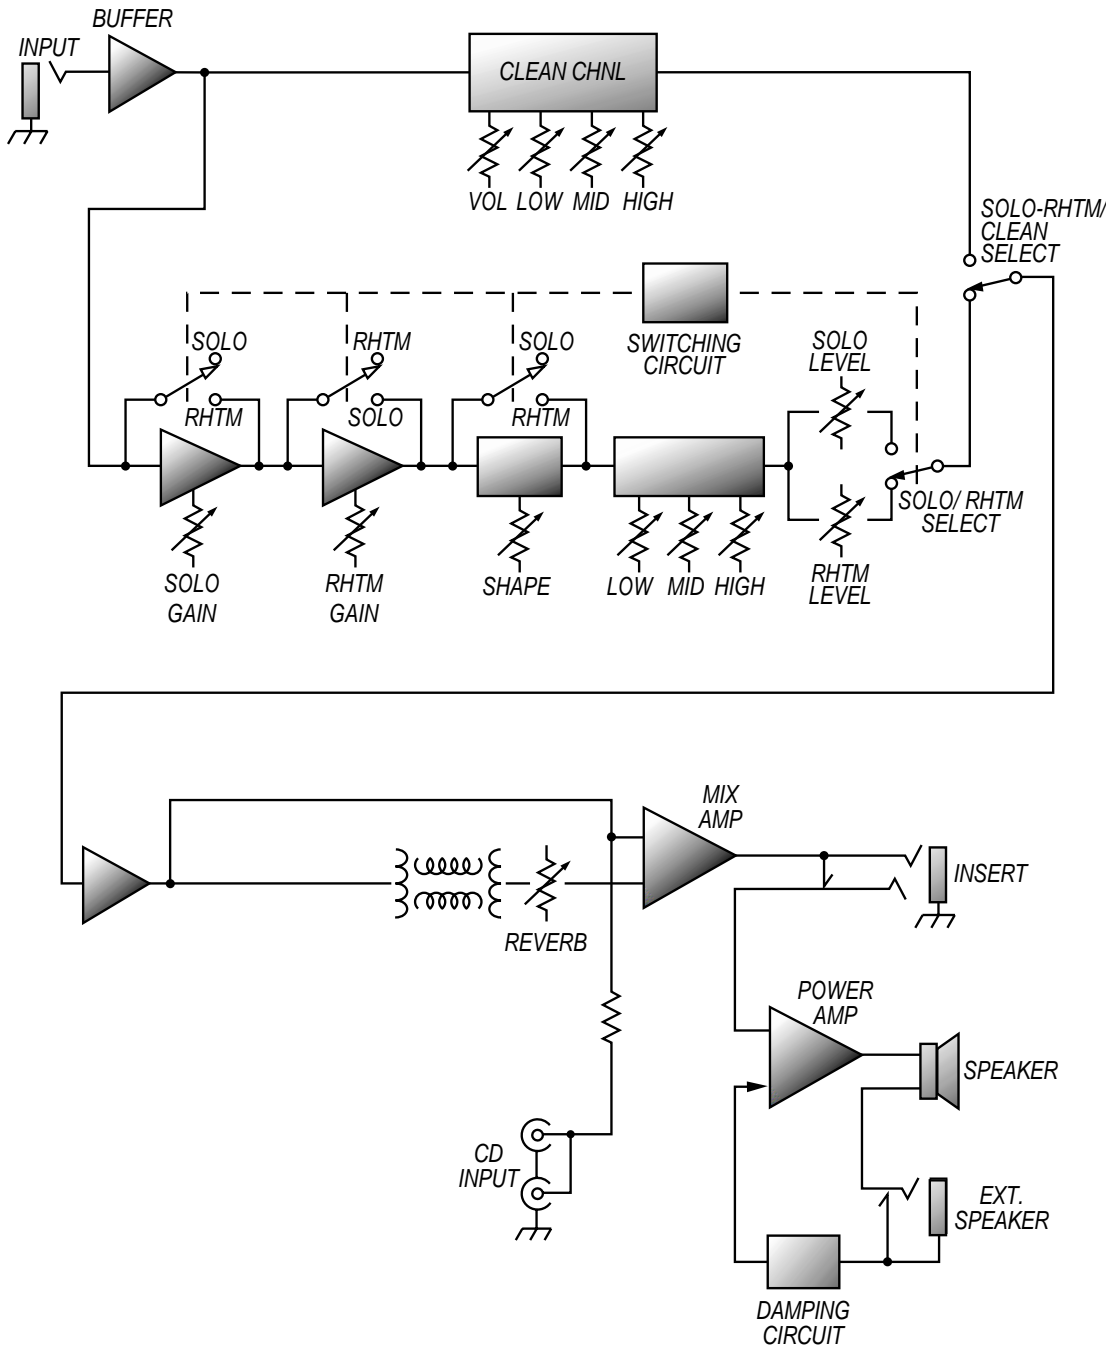 BUFFER
INPUT
CLEAN CHNL
VOL LOW MID HIGH
SOLO-RHTM/
CLEAN
SELECT
SOLO
RHTM
RHTM
SOLO
SOLO
RHTM
SWITCHING
CIRCUIT
SOLO
LEVEL
SOLO/ RHTM
SELECT
SOLO
GAIN
RHTM
GAIN
SHAPE
LOW MID HIGH
RHTM
LEVEL
MIX
AMP
INSERT
REVERB
POWER
AMP
SPEAKER
CD
INPUT
EXT.
SPEAKER
DAMPING
CIRCUIT